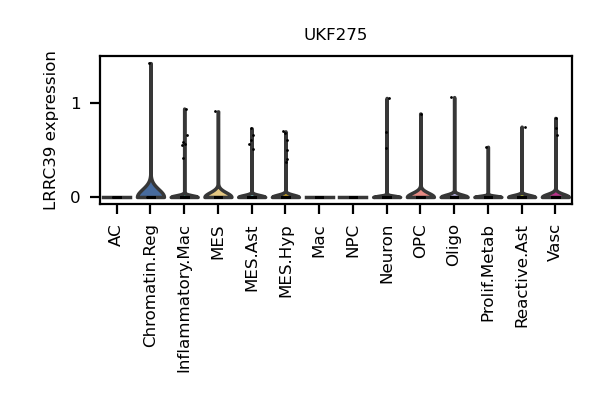 UKF275
LRRC39 expression
1
0
AC
Chromatin.Reg
Inflammatory.Mac
MES
MES.Ast
MES.Hyp
Mac
NPC
Neuron
OPC
Oligo
Prolif.Metab
Reactive.Ast
Vasc